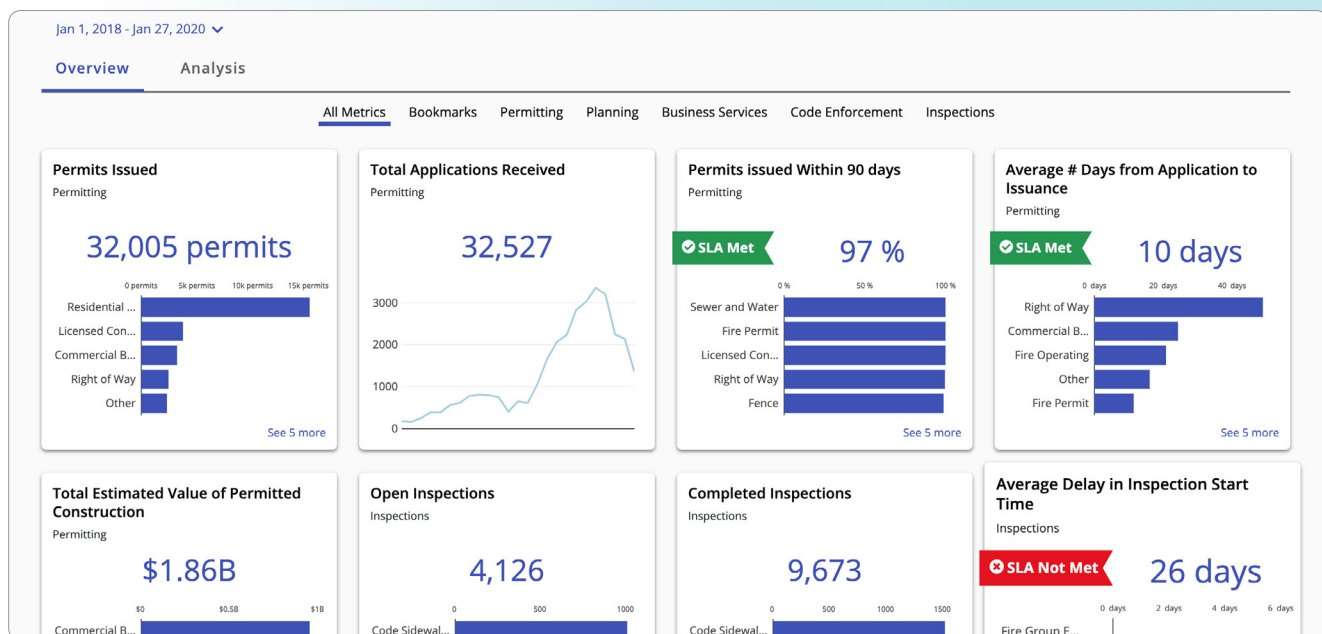 Jan 1, 2018 - Jan 27, 2020
Overview Analysis
All Metrics Bookmarks Permitting Planning Business Services Code Enforcement Inspections
Permits Issued
Permitting
32,005 permits
0 permits 5k permits 10k permits 15k permits
Residential ...
Licensed Con...
Commercial B...
Right of Way
Other
See 5 more
Total Applications Received
Permitting
32,527
3000
2000
1000
0
Permits issued Within 90 days
Permitting
SLA Met
97 %
0 % 50 % 100 %
Sewer and Water
Fire Permit
Licensed Con...
Right of Way
Fence
See 5 more
Average # Days from Application to
Issuance
Permitting
SLA Met
10 days
0 days 20 days 40 days
Right of Way
Commercial B...
Fire Operating
Other
Fire Permit
See 5 more
Total Estimated Value of Permitted
Construction
Permitting
$1.86B
$0 $0.5B $1B
Commercial B...
Open Inspections
Inspections
4,126
0 500 1000
Code Sidewal...
Completed Inspections
Inspections
9,673
0 500 1000 1500
Code Sidewal...
Average Delay in Inspection Start
Time
Inspections
SLA Not Met
26 days
0 days 2 days 4 days 6 days
Fire Group E...